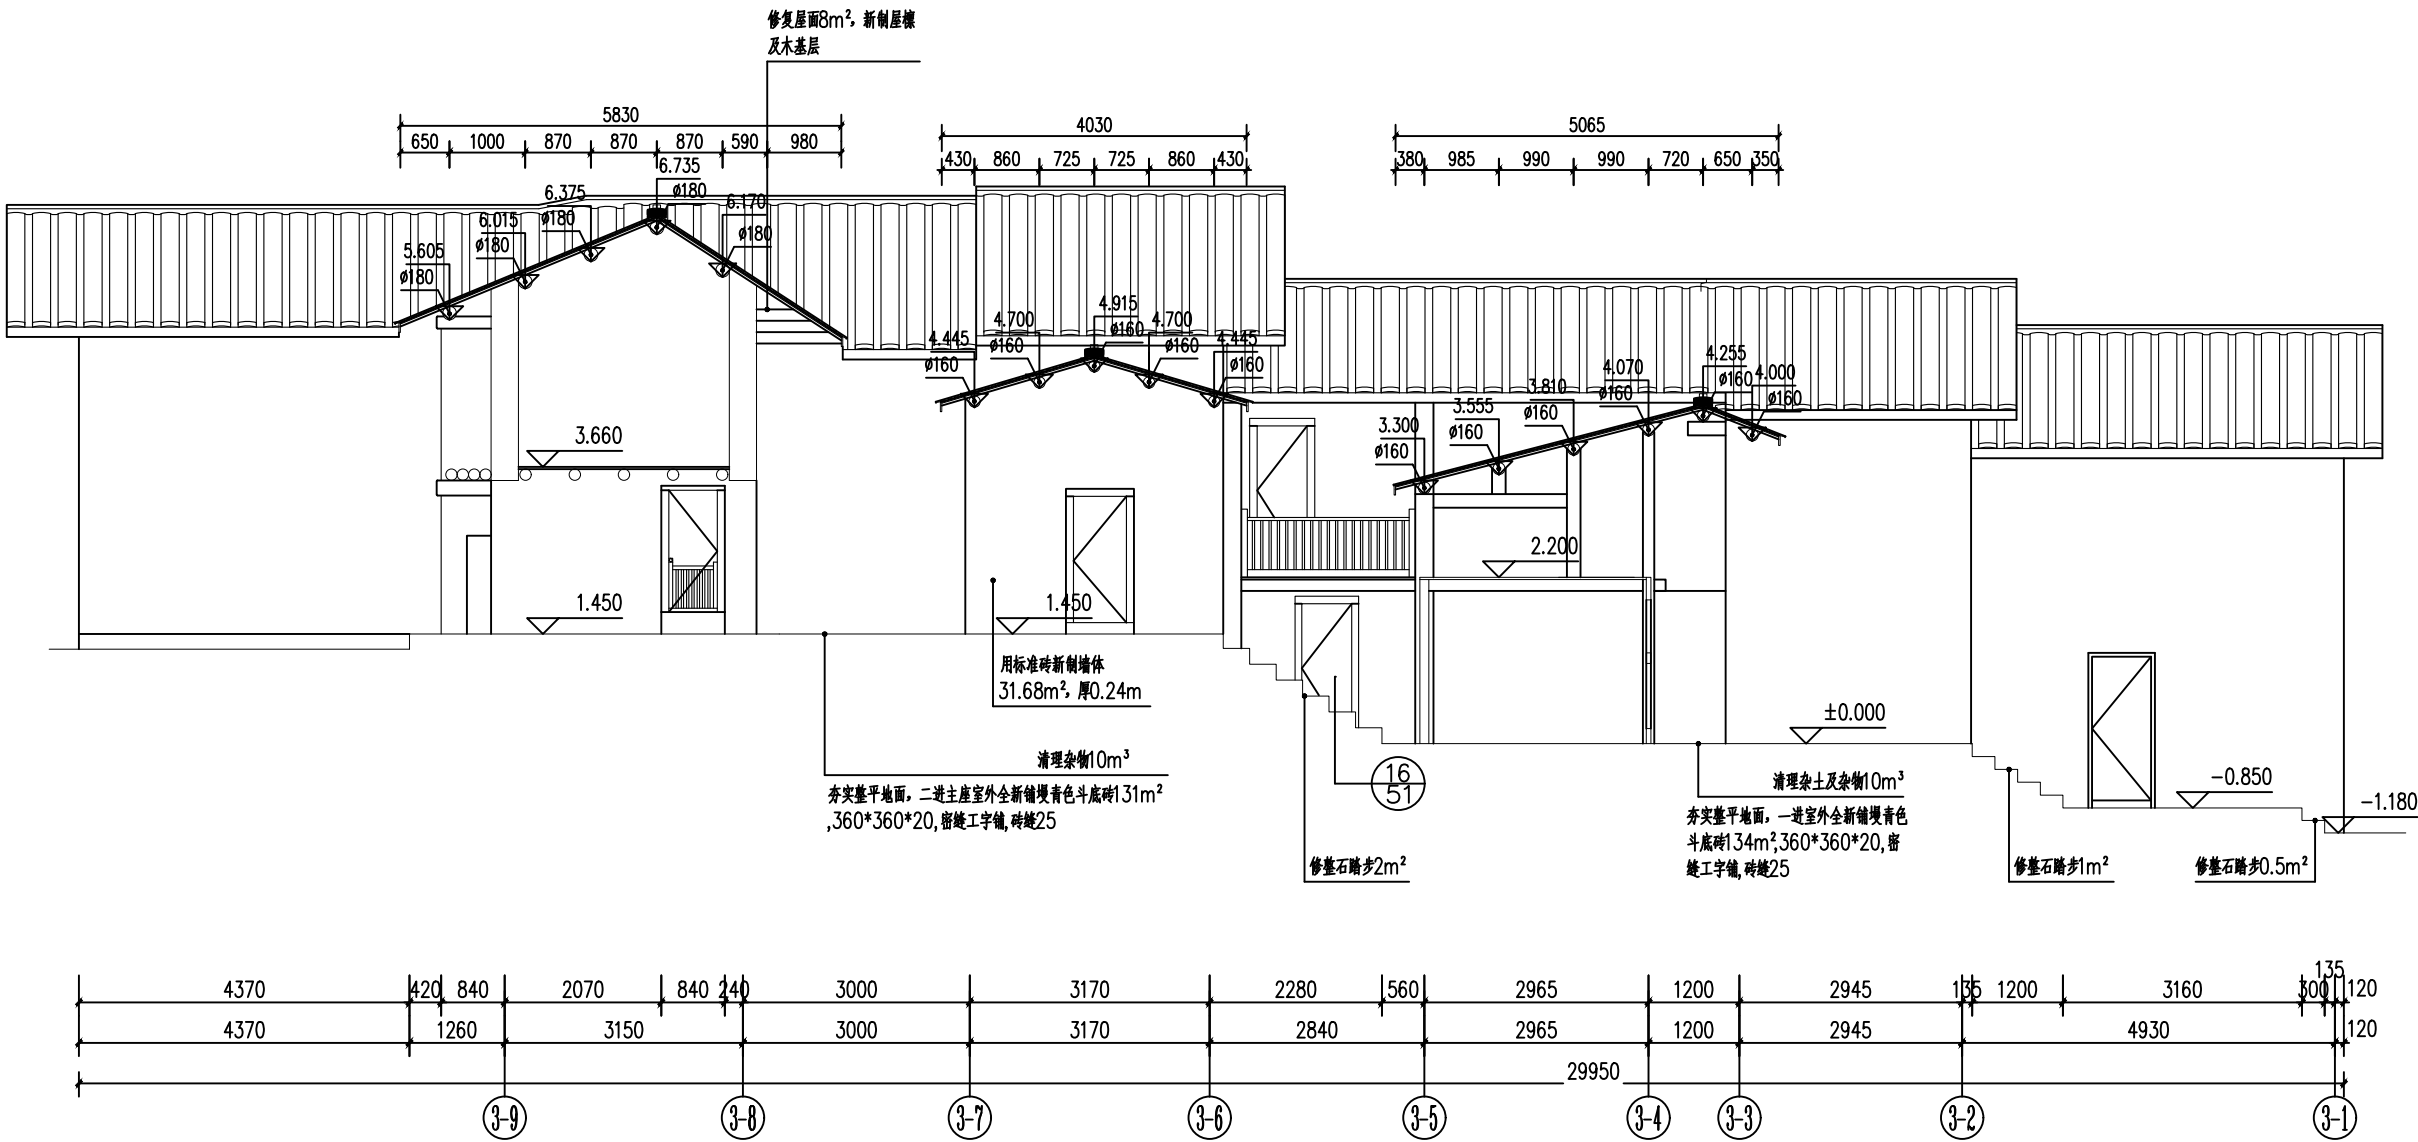 修复屋面8m²，新制屋檩
及木基层
5830
650 1000 870 870 870 590 980
4030
430 860 725 725 860 430
5065
380 985 990 990 720 650 350
6.735
ø180
6.375
ø180
6.170
ø180
6.015
ø180
5.605
ø180
4.915
ø160
4.700
ø160
4.700
ø160
4.445
ø160
4.445
ø160
4.255
ø160
4.070
ø160
4.000
ø160
3.810
ø160
3.555
ø160
3.300
ø160
3.660
2.200
1.450
1.450
用标准砖新制墙体
31.68m²，厚0.24m
±0.000
清理杂物10m³
夯实整平地面，二进主座室外全新铺墁青色斗底砖131m²
,360*360*20,密缝工字铺,砖缝25
16
51
清理杂土及杂物10m³
夯实整平地面，一进室外全新铺墁青色
斗底砖134m²,360*360*20,密
缝工字铺,砖缝25
-0.850
-1.180
修整石踏步2m²
修整石踏步1m²
修整石踏步0.5m²
4370 420 840 2070 840 240 3000 3170 2280 560 2965 1200 2945 135 1200 3160 300 135 120
4370 1260 3150 3000 3170 2840 2965 1200 2945 4930 120
29950
3-9 3-8 3-7 3-6 3-5 3-4 3-3 3-2 3-1